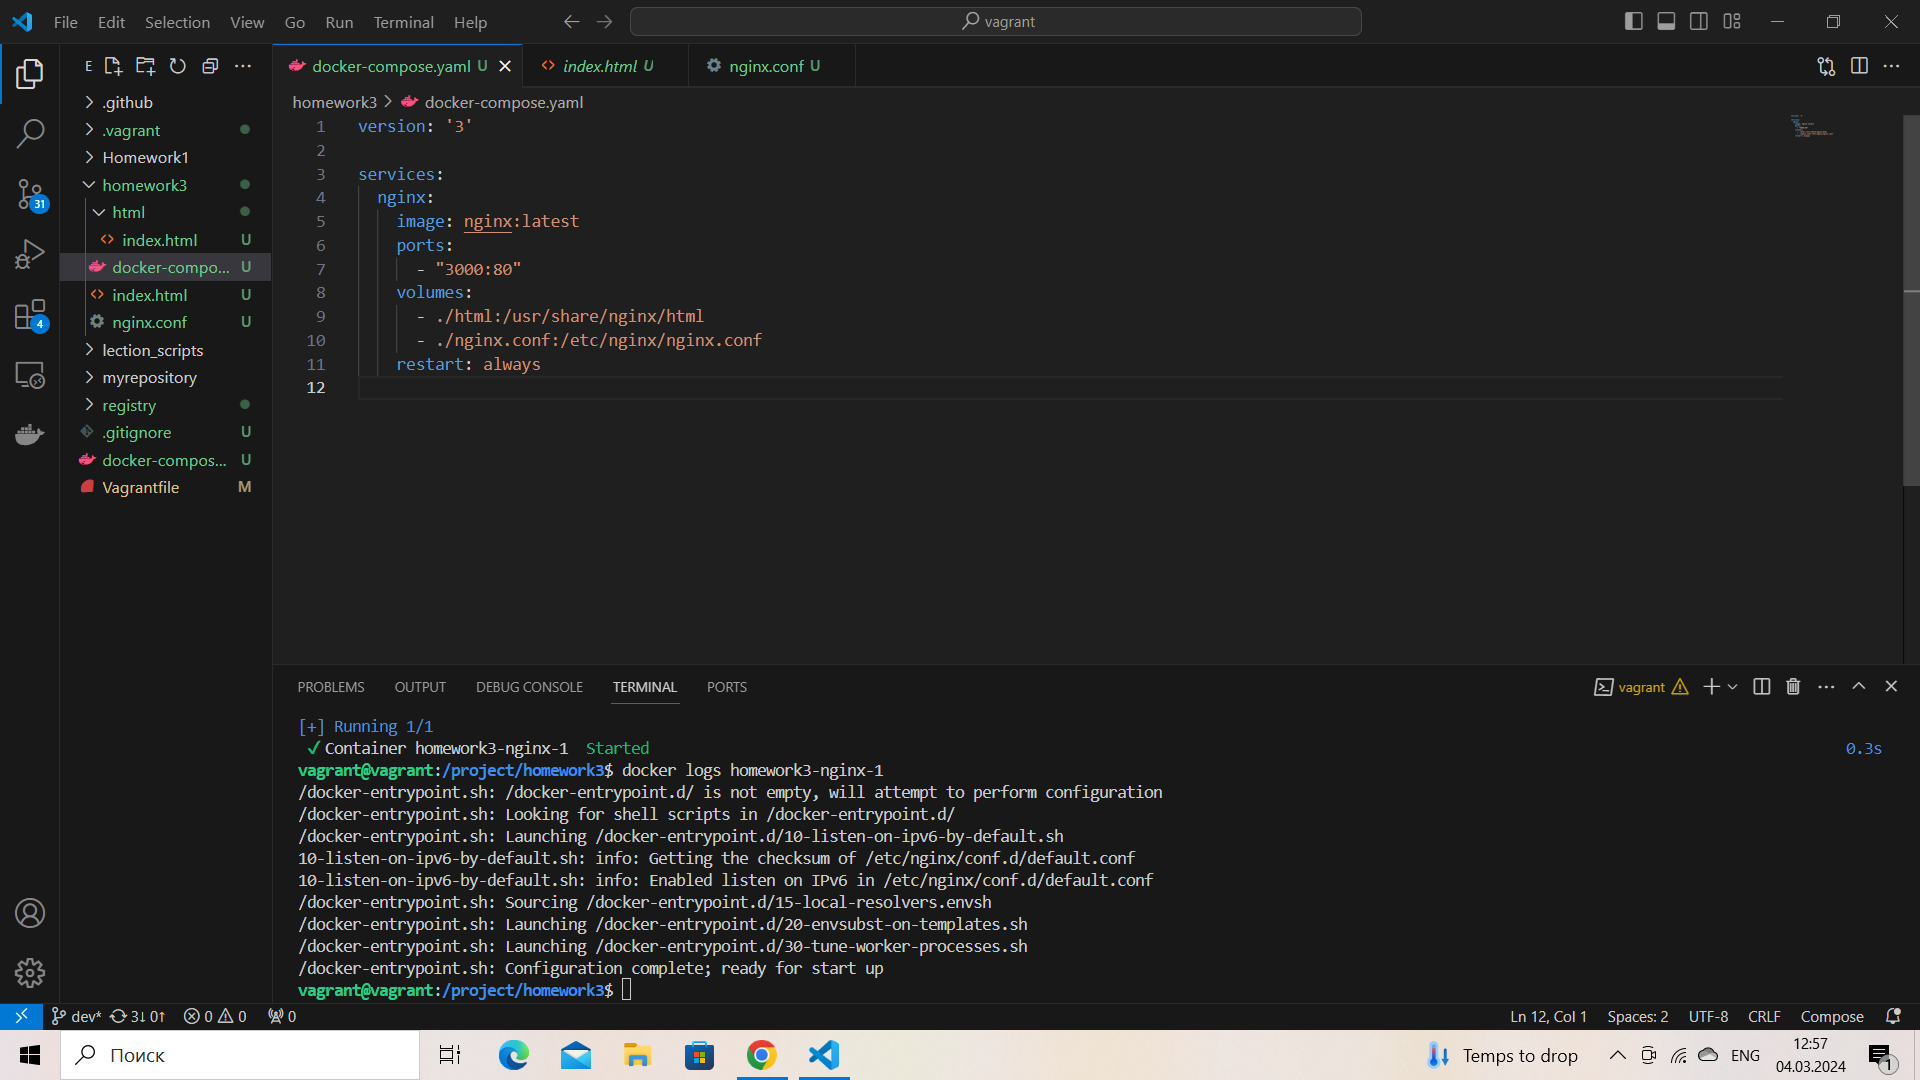 File Edit Selection View Go Run Terminal Help
vagrant
E
docker-compose.yaml U
index.html U
nginx.conf U
homework3 > docker-compose.yaml
.github
.vagrant
Homework1
homework3
html
index.html U
docker-compo... U
index.html U
nginx.conf U
lection_scripts
myrepository
registry
.gitignore U
docker-compos... U
Vagrantfile M
31
4
1 version: '3'
2
3 services:
4 nginx:
5 image: nginx:latest
6 ports:
7 - "3000:80"
8 volumes:
9 - ./html:/usr/share/nginx/html
10 - ./nginx.conf:/etc/nginx/nginx.conf
11 restart: always
12
PROBLEMS OUTPUT DEBUG CONSOLE TERMINAL PORTS
vagrant
[+] Running 1/1
✓ Container homework3-nginx-1 Started 0.3s
vagrant@vagrant:/project/homework3$ docker logs homework3-nginx-1
/docker-entrypoint.sh: /docker-entrypoint.d/ is not empty, will attempt to perform configuration
/docker-entrypoint.sh: Looking for shell scripts in /docker-entrypoint.d/
/docker-entrypoint.sh: Launching /docker-entrypoint.d/10-listen-on-ipv6-by-default.sh
10-listen-on-ipv6-by-default.sh: info: Getting the checksum of /etc/nginx/conf.d/default.conf
10-listen-on-ipv6-by-default.sh: info: Enabled listen on IPv6 in /etc/nginx/conf.d/default.conf
/docker-entrypoint.sh: Sourcing /docker-entrypoint.d/15-local-resolvers.envsh
/docker-entrypoint.sh: Launching /docker-entrypoint.d/20-envsubst-on-templates.sh
/docker-entrypoint.sh: Launching /docker-entrypoint.d/30-tune-worker-processes.sh
/docker-entrypoint.sh: Configuration complete; ready for start up
vagrant@vagrant:/project/homework3$
dev* 3↓ 0↑ 0 0 0
Ln 12, Col 1 Spaces: 2 UTF-8 CRLF Compose
Поиск
Temps to drop
ENG
12:57
04.03.2024
1